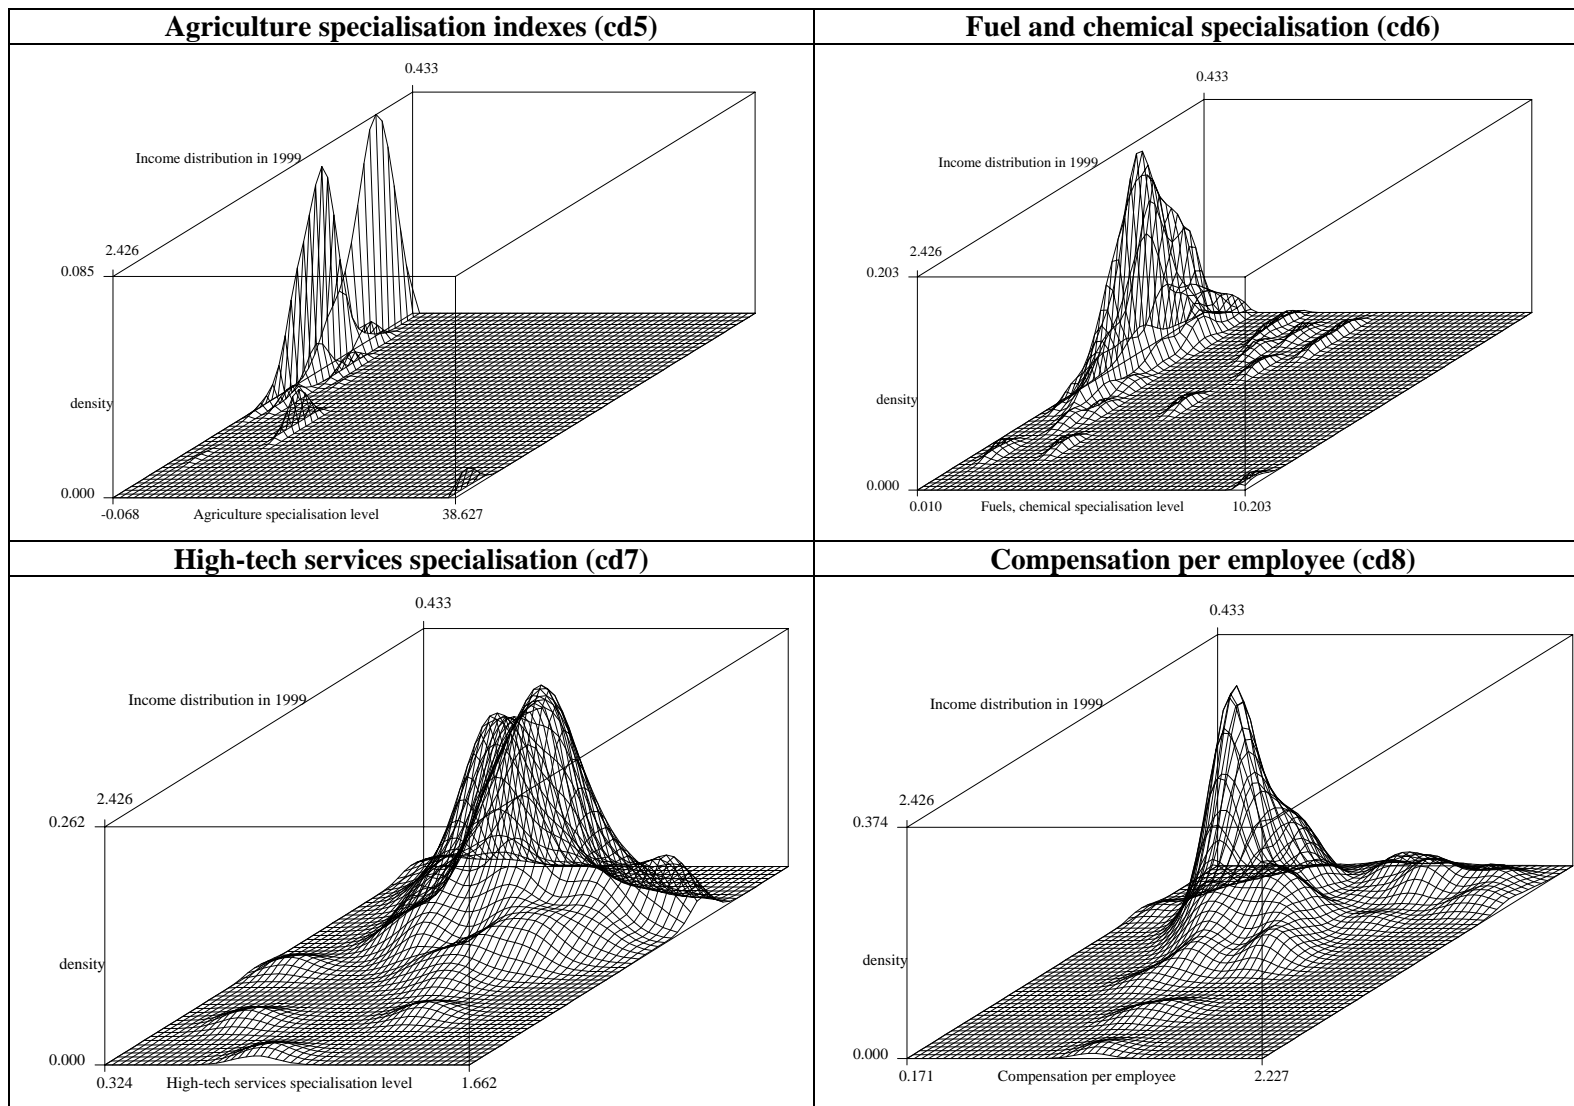 Agriculture specialisation indexes (cd5)
Fuel and chemical specialisation (cd6)
0.433
Income distribution in 1999
2.426
0.085
density
0.000
-0.068
Agriculture specialisation level
38.627
0.433
Income distribution in 1999
2.426
0.203
density
0.000
0.010
Fuels, chemical specialisation level
10.203
High-tech services specialisation (cd7)
Compensation per employee (cd8)
0.433
Income distribution in 1999
2.426
0.262
density
0.000
0.324
High-tech services specialisation level
1.662
0.433
Income distribution in 1999
2.426
0.374
density
0.000
0.171
Compensation per employee
2.227